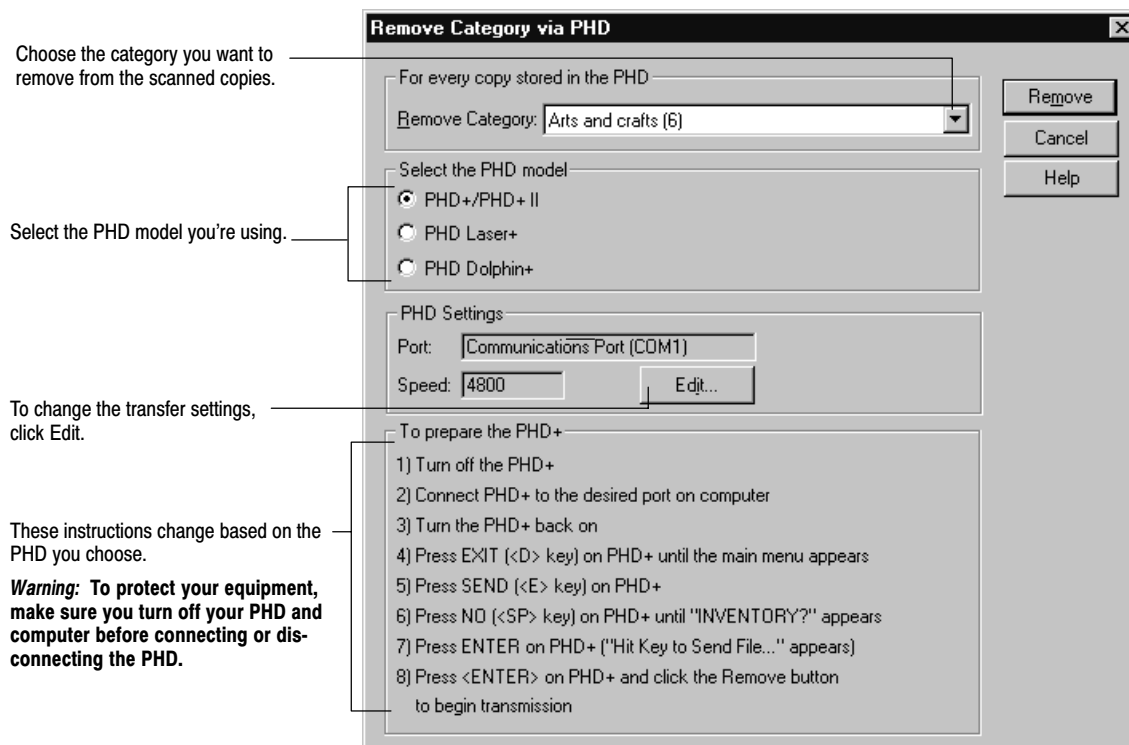 Remove Category via PHD
Choose the category you want to
remove from the scanned copies.
For every copy stored in the PHD
Remove Category: Arts and crafts (6)
Remove
Cancel
Help
Select the PHD model
PHD+/PHD+ II
PHD Laser+
PHD Dolphin+
Select the PHD model you're using.
PHD Settings
Port: Communications Port (COM1)
Speed: 4800 Edit...
To change the transfer settings,
click Edit.
To prepare the PHD+
1) Turn off the PHD+
2) Connect PHD+ to the desired port on computer
3) Turn the PHD+ back on
4) Press EXIT (<D> key) on PHD+ until the main menu appears
5) Press SEND (<E> key) on PHD+
6) Press NO (<SP> key) on PHD+ until "INVENTORY?" appears
7) Press ENTER on PHD+ ("Hit Key to Send File..." appears)
8) Press <ENTER> on PHD+ and click the Remove button
to begin transmission
These instructions change based on the
PHD you choose.
Warning: To protect your equipment,
make sure you turn off your PHD and
computer before connecting or dis-
connecting the PHD.